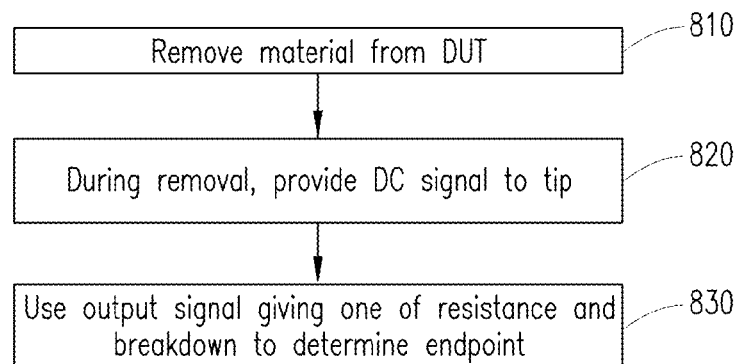 810
Remove material from DUT
820
During removal, provide DC signal to tip
830
Use output signal giving one of resistance and
breakdown to determine endpoint